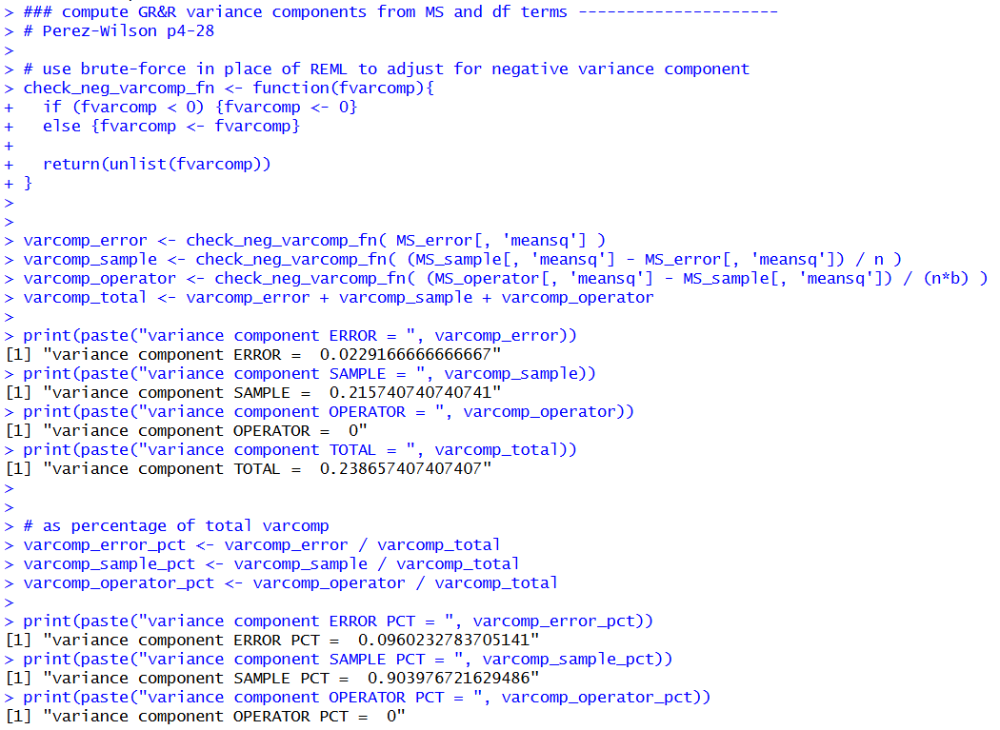 > ### compute GR&R variance components from MS and df terms ---------------------
> # Perez-Wilson p4-28
>
> # use brute-force in place of REML to adjust for negative variance component
> check_neg_varcomp_fn <- function(fvarcomp){
+   if (fvarcomp < 0) {fvarcomp <- 0}
+   else {fvarcomp <- fvarcomp}
+
+   return(unlist(fvarcomp))
+ }
>
>
> varcomp_error <- check_neg_varcomp_fn( MS_error[, 'meansq'] )
> varcomp_sample <- check_neg_varcomp_fn( (MS_sample[, 'meansq'] - MS_error[, 'meansq']) / n )
> varcomp_operator <- check_neg_varcomp_fn( (MS_operator[, 'meansq'] - MS_sample[, 'meansq']) / (n*b) )
> varcomp_total <- varcomp_error + varcomp_sample + varcomp_operator
>
> print(paste("variance component ERROR = ", varcomp_error))
[1] "variance component ERROR =  0.0229166666666667"
> print(paste("variance component SAMPLE = ", varcomp_sample))
[1] "variance component SAMPLE =  0.215740740740741"
> print(paste("variance component OPERATOR = ", varcomp_operator))
[1] "variance component OPERATOR =  0"
> print(paste("variance component TOTAL = ", varcomp_total))
[1] "variance component TOTAL =  0.238657407407407"
>
>
> # as percentage of total varcomp
> varcomp_error_pct <- varcomp_error / varcomp_total
> varcomp_sample_pct <- varcomp_sample / varcomp_total
> varcomp_operator_pct <- varcomp_operator / varcomp_total
>
> print(paste("variance component ERROR PCT = ", varcomp_error_pct))
[1] "variance component ERROR PCT =  0.0960232783705141"
> print(paste("variance component SAMPLE PCT = ", varcomp_sample_pct))
[1] "variance component SAMPLE PCT =  0.903976721629486"
> print(paste("variance component OPERATOR PCT = ", varcomp_operator_pct))
[1] "variance component OPERATOR PCT =  0"